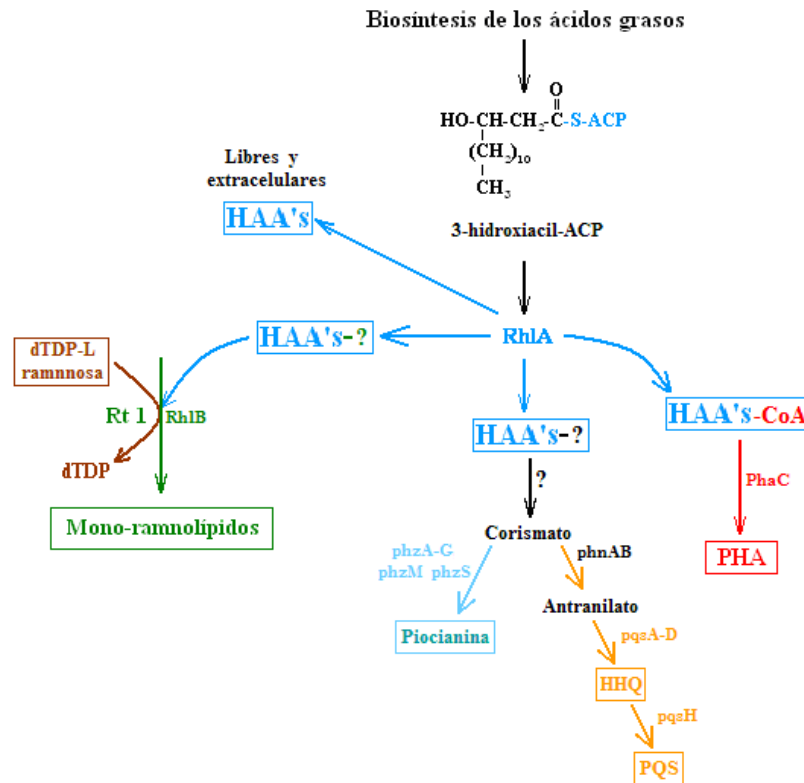 Biosíntesis de los ácidos grasos
O
HO-CH-CH2-C-S-ACP
(CH2)10
CH3
3-hidroxiacil-ACP
Libres y
extracelulares
HAA's
RhlA
HAA's-?
dTDP-L
ramnnosa
Rt 1
RhlB
dTDP
Mono-ramnolípidos
HAA's-?
?
HAA's-CoA
PhaC
PHA
Corismato
phzA-G
phzM phzS
phnAB
Piocianina
Antranilato
pqsA-D
HHQ
pqsH
PQS